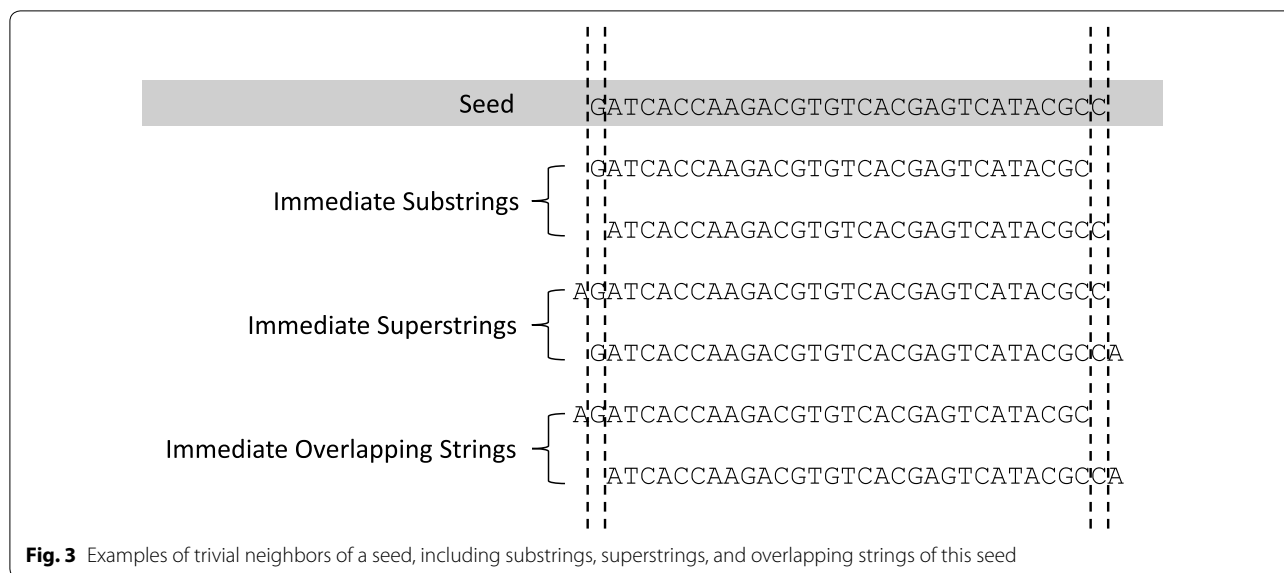 Seed GATCACCAAGACGTGTCACGAGTCATACGCC
Immediate Substrings
GATCACCAAGACGTGTCACGAGTCATACGC
ATCACCAAGACGTGTCACGAGTCATACGCC
Immediate Superstrings
AGATCACCAAGACGTGTCACGAGTCATACGCC
GATCACCAAGACGTGTCACGAGTCATACGCCA
Immediate Overlapping Strings
AGATCACCAAGACGTGTCACGAGTCATACGC
ATCACCAAGACGTGTCACGAGTCATACGCCA
Fig. 3 Examples of trivial neighbors of a seed, including substrings, superstrings, and overlapping strings of this seed